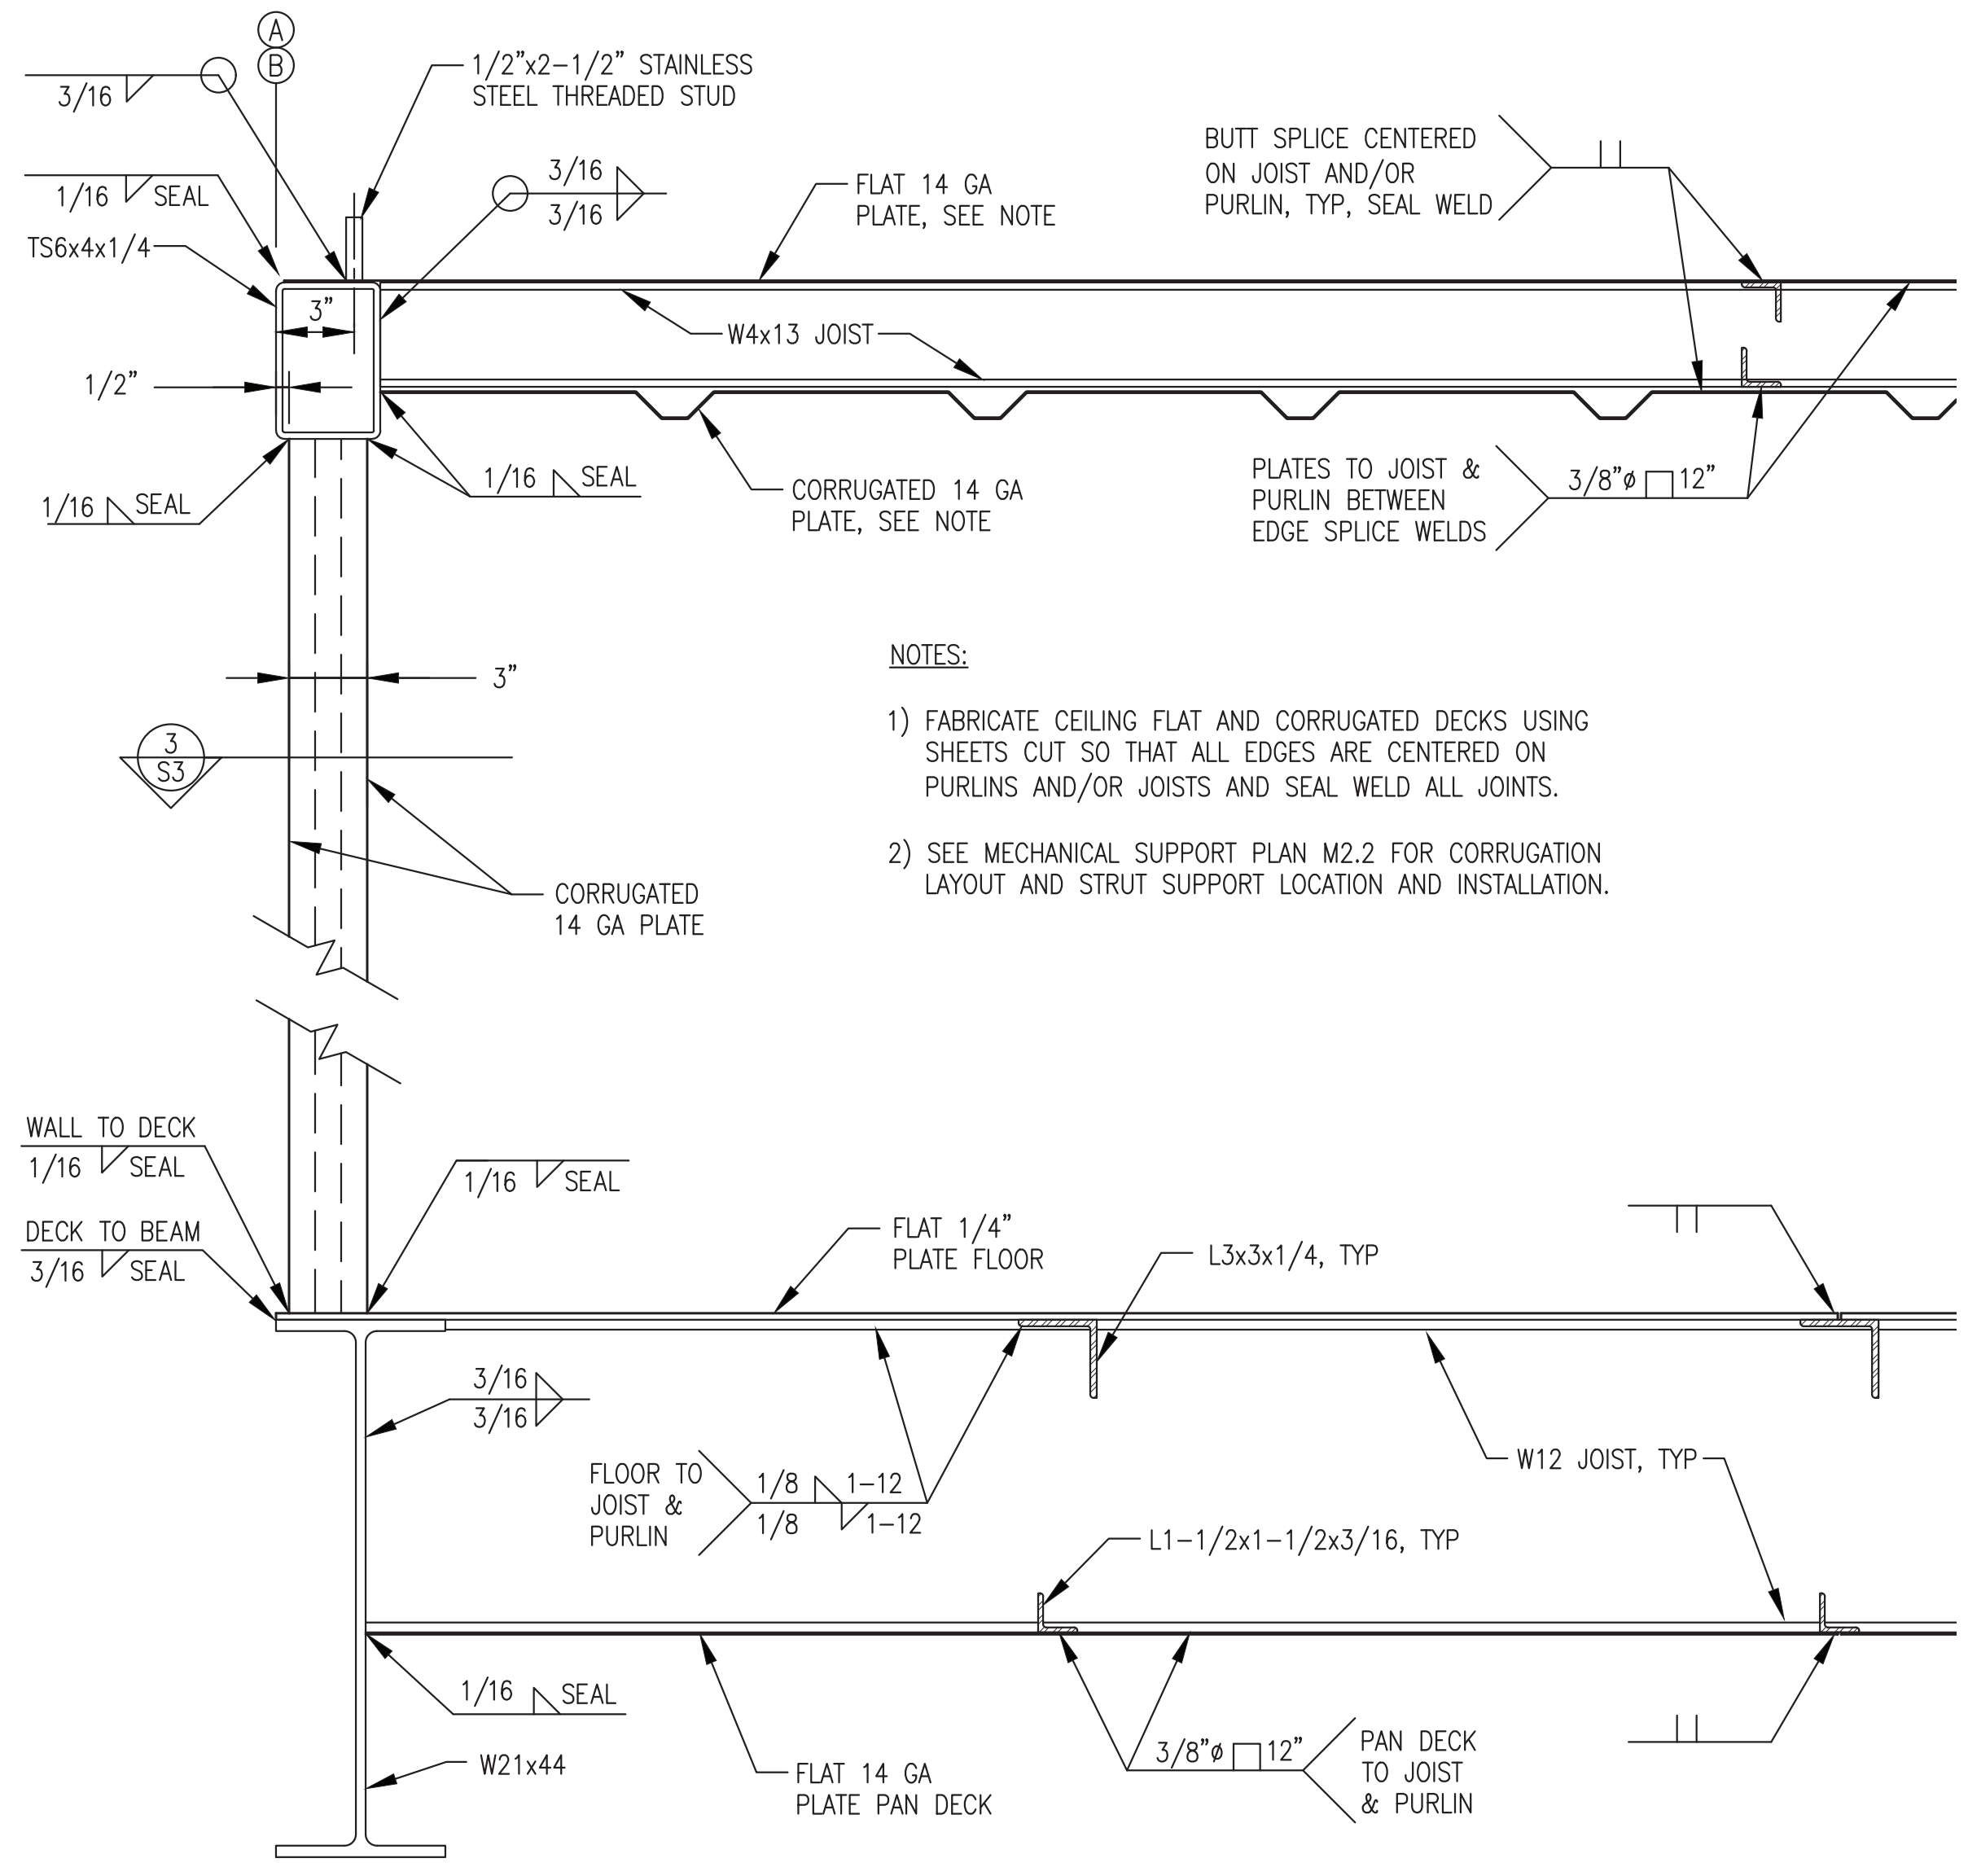 A
B
3/16
1/2"x2-1/2" STAINLESS
STEEL THREADED STUD
1/16 SEAL
3/16
3/16
FLAT 14 GA
PLATE, SEE NOTE
BUTT SPLICE CENTERED
ON JOIST AND/OR
PURLIN, TYP, SEAL WELD
TS6x4x1/4
3"
W4x13 JOIST
1/2"
1/16 SEAL
1/16 SEAL
CORRUGATED 14 GA
PLATE, SEE NOTE
PLATES TO JOIST &
PURLIN BETWEEN
EDGE SPLICE WELDS
3/8"ø 12"
3"
NOTES:
1) FABRICATE CEILING FLAT AND CORRUGATED DECKS USING
SHEETS CUT SO THAT ALL EDGES ARE CENTERED ON
PURLINS AND/OR JOISTS AND SEAL WELD ALL JOINTS.
2) SEE MECHANICAL SUPPORT PLAN M2.2 FOR CORRUGATION
LAYOUT AND STRUT SUPPORT LOCATION AND INSTALLATION.
3
S3
CORRUGATED
14 GA PLATE
WALL TO DECK
1/16 SEAL
1/16 SEAL
DECK TO BEAM
3/16 SEAL
FLAT 1/4"
PLATE FLOOR
L3x3x1/4, TYP
3/16
3/16
FLOOR TO
JOIST &
PURLIN
1/8 1-12
1/8 1-12
W12 JOIST, TYP
L1-1/2x1-1/2x3/16, TYP
1/16 SEAL
W21x44
FLAT 14 GA
PLATE PAN DECK
3/8"ø 12"
PAN DECK
TO JOIST
& PURLIN